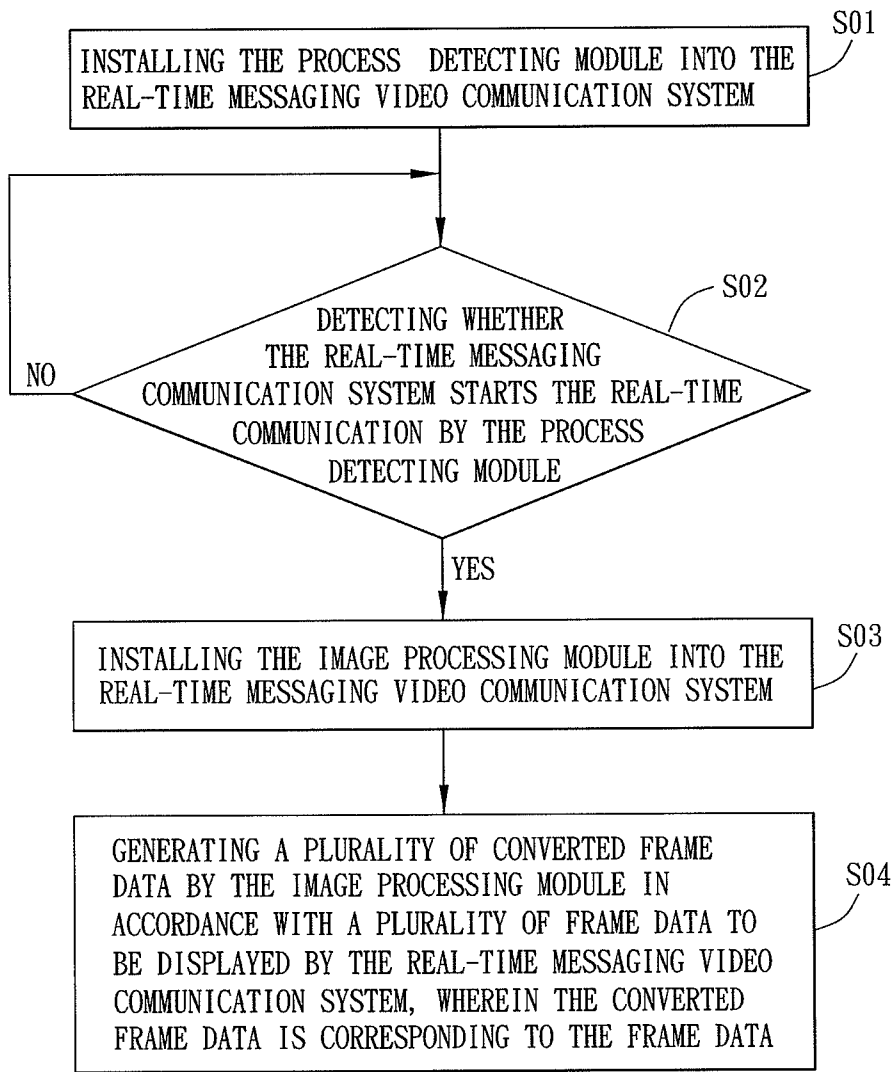 S01
INSTALLING THE PROCESS DETECTING MODULE INTO THE
REAL-TIME MESSAGING VIDEO COMMUNICATION SYSTEM
S02
DETECTING WHETHER
THE REAL-TIME MESSAGING
COMMUNICATION SYSTEM STARTS THE REAL-TIME
COMMUNICATION BY THE PROCESS
DETECTING MODULE
NO
YES
S03
INSTALLING THE IMAGE PROCESSING MODULE INTO THE
REAL-TIME MESSAGING VIDEO COMMUNICATION SYSTEM
S04
GENERATING A PLURALITY OF CONVERTED FRAME
DATA BY THE IMAGE PROCESSING MODULE IN
ACCORDANCE WITH A PLURALITY OF FRAME DATA TO
BE DISPLAYED BY THE REAL-TIME MESSAGING VIDEO
COMMUNICATION SYSTEM, WHEREIN THE CONVERTED
FRAME DATA IS CORRESPONDING TO THE FRAME DATA